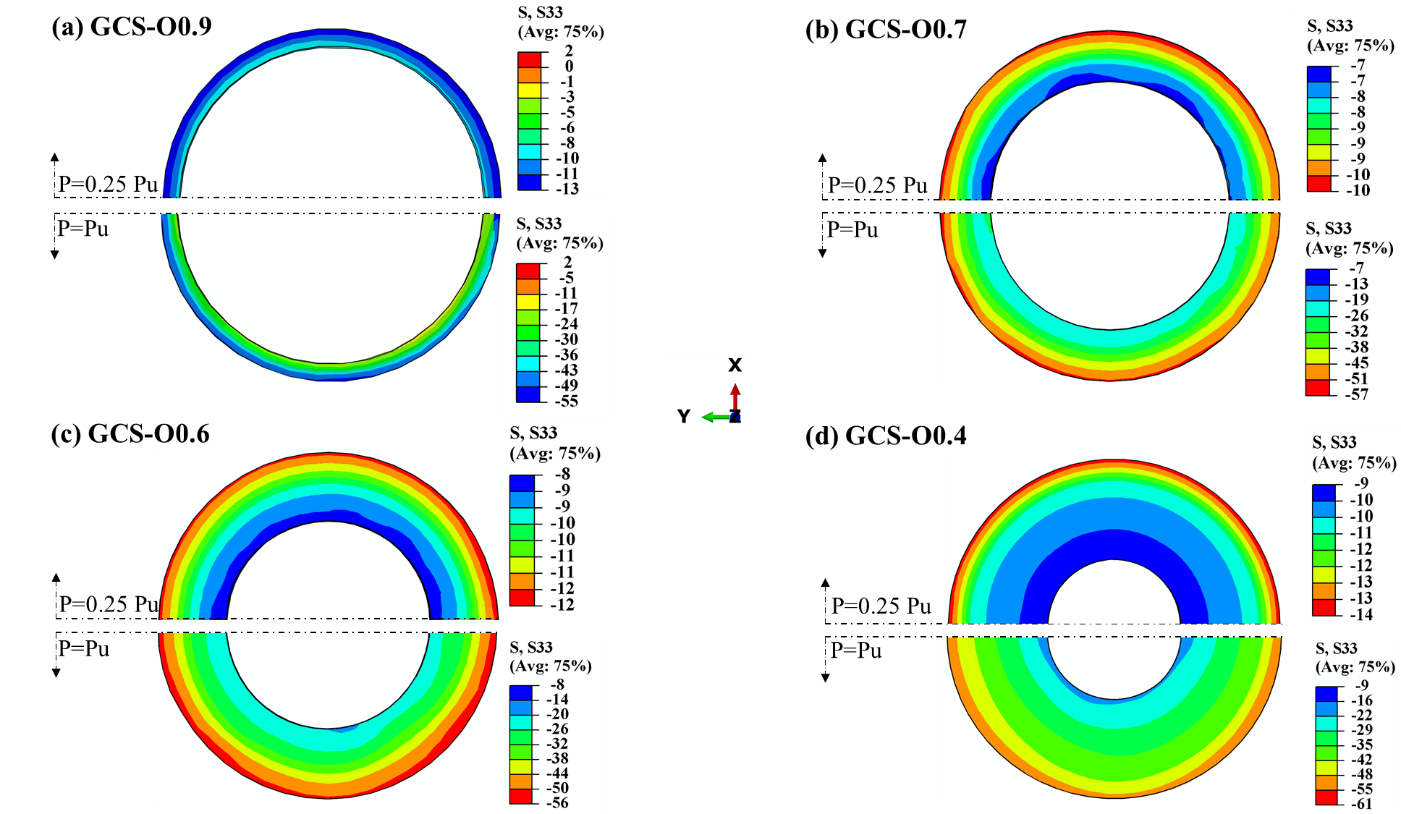 (a) GCS-O0.9
S, S33
(Avg: 75%)
2
0
-1
-3
-5
-6
-8
-10
-11
-13
P=0.25 Pu
P=Pu
S, S33
(Avg: 75%)
2
-5
-11
-17
-24
-30
-36
-43
-49
-55
(b) GCS-O0.7
S, S33
(Avg: 75%)
-7
-7
-8
-8
-9
-9
-10
-10
P=0.25 Pu
P=Pu
S, S33
(Avg: 75%)
-7
-13
-19
-26
-32
-38
-45
-51
-57
X
Y
Z
(c) GCS-O0.6
S, S33
(Avg: 75%)
-8
-9
-9
-10
-10
-11
-11
-12
-12
P=0.25 Pu
P=Pu
S, S33
(Avg: 75%)
-8
-14
-20
-26
-32
-38
-44
-50
-56
(d) GCS-O0.4
S, S33
(Avg: 75%)
-9
-10
-10
-11
-12
-12
-13
-13
-14
P=0.25 Pu
P=Pu
S, S33
(Avg: 75%)
-9
-16
-22
-29
-35
-42
-48
-55
-61